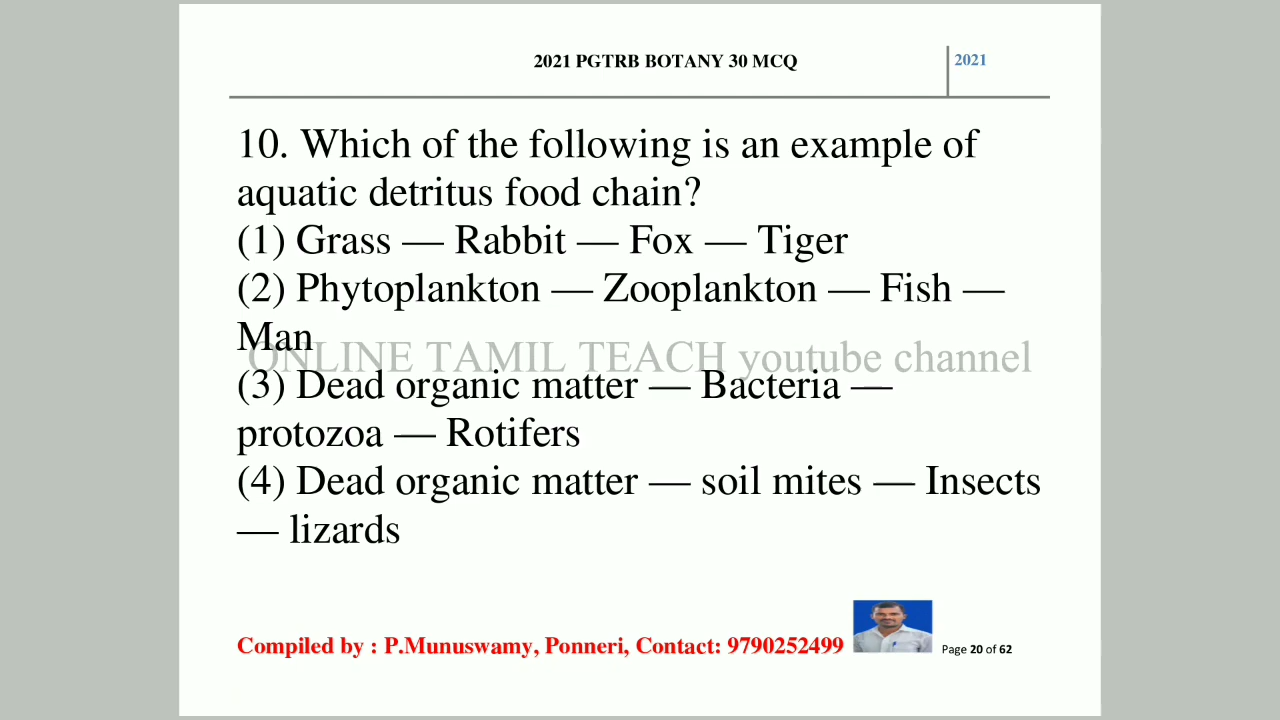 2021 PGTRB BOTANY 30 MCQ
2021
10. Which of the following is an example of
aquatic detritus food chain?
(1) Grass — Rabbit — Fox — Tiger
(2) Phytoplankton — Zooplankton — Fish —
Man
ONLINE TAMIL TEACH youtube channel
(3) Dead organic matter — Bacteria —
protozoa — Rotifers
(4) Dead organic matter — soil mites — Insects
— lizards
Compiled by : P.Munuswamy, Ponneri, Contact: 9790252499
Page 20 of 62